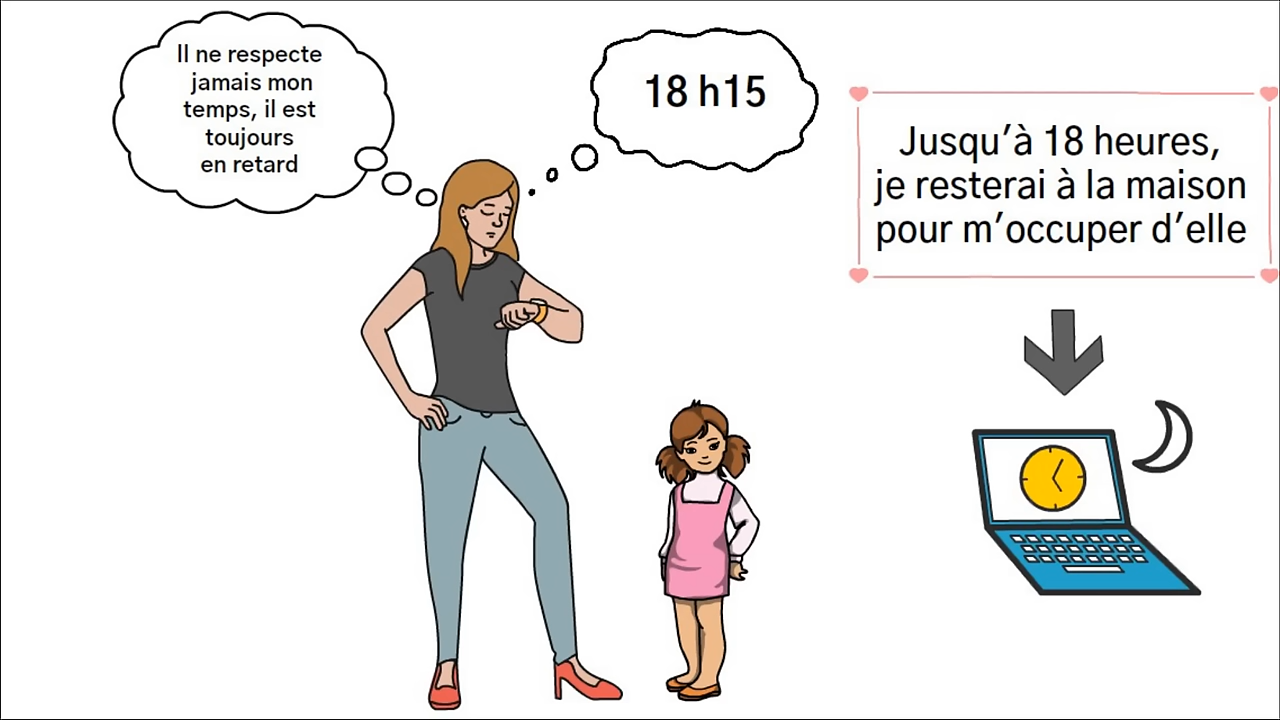 Il ne respecte
jamais mon
temps, il est
toujours
en retard
18 h15
Jusqu’à 18 heures,
je resterai à la maison
pour m’occuper d’elle